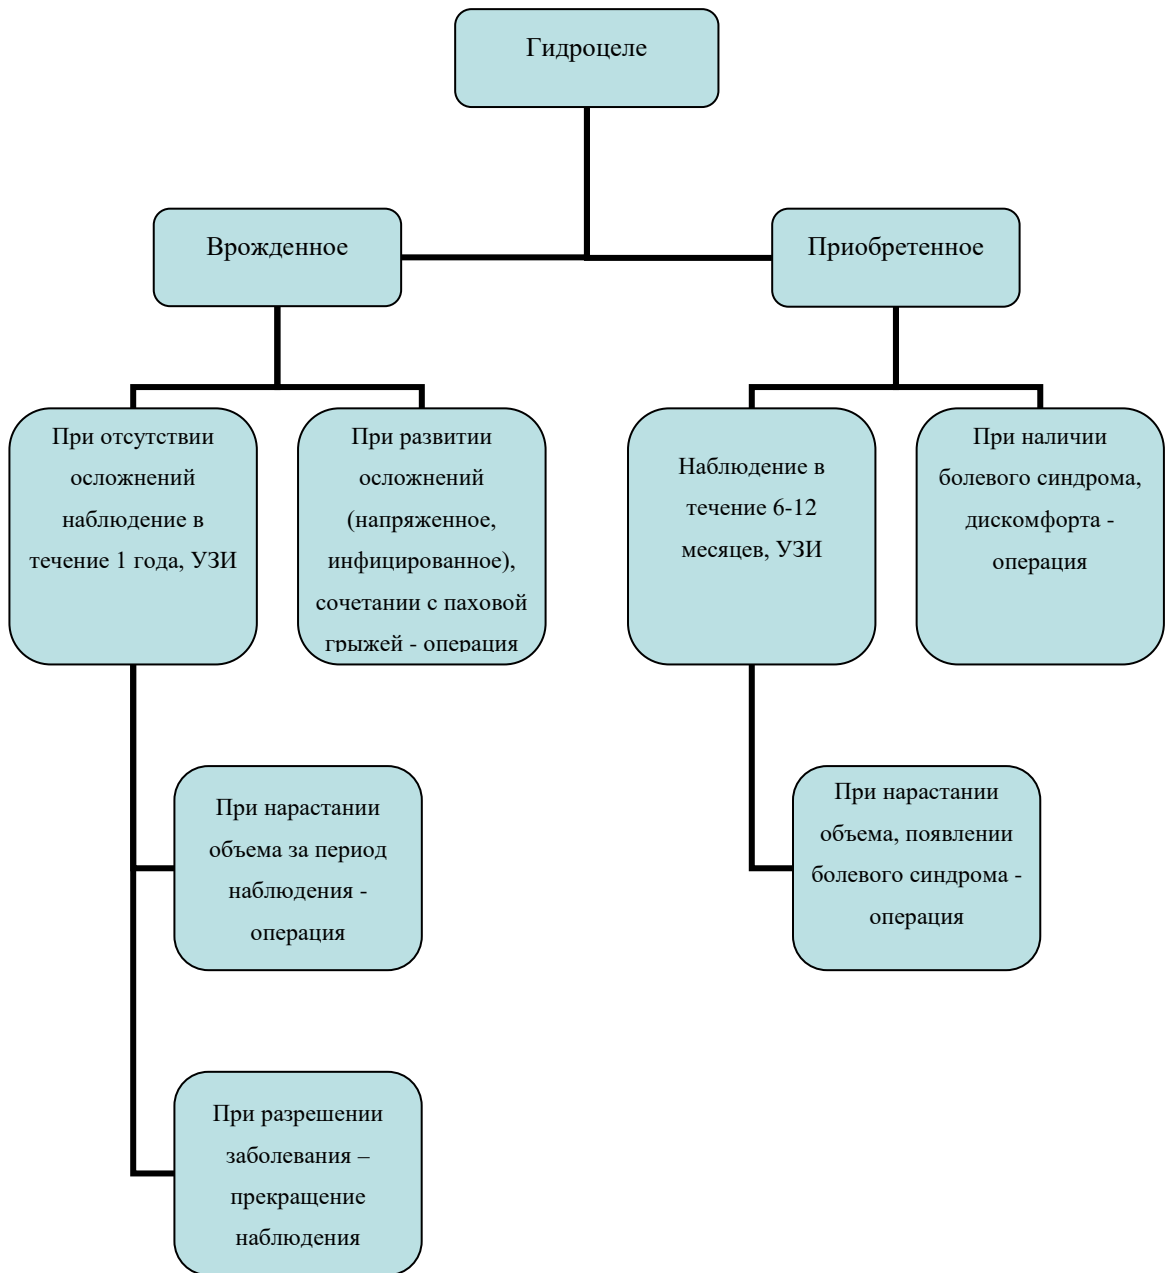 Гидроцеле
Врожденное
Приобретенное
При отсутствии
осложнений
наблюдение в
течение 1 года, УЗИ
При развитии
осложнений
(напряженное,
инфицированное),
сочетании с паховой
грыжей - операция
Наблюдение в
течение 6-12
месяцев, УЗИ
При наличии
болевого синдрома,
дискомфорта -
операция
При нарастании
объема за период
наблюдения -
операция
При нарастании
объема, появлении
болевого синдрома -
операция
При разрешении
заболевания –
прекращение
наблюдения